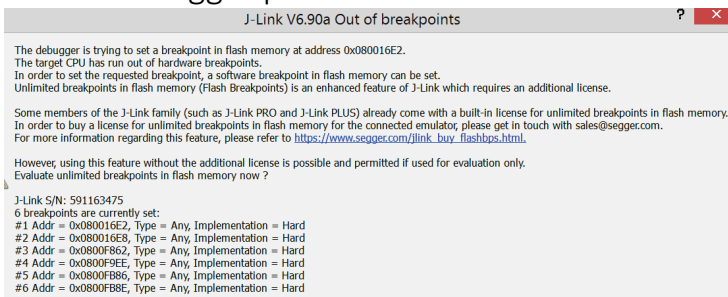 J-Link V6.90a Out of breakpoints
? ×
The debugger is trying to set a breakpoint in flash memory at address 0x080016E2.
The target CPU has run out of hardware breakpoints.
In order to set the requested breakpoint, a software breakpoint in flash memory can be set.
Unlimited breakpoints in flash memory (Flash Breakpoints) is an enhanced feature of J-Link which requires an additional license.
Some members of the J-Link family (such as J-Link PRO and J-Link PLUS) already come with a built-in license for unlimited breakpoints in flash memory.
In order to buy a license for unlimited breakpoints in flash memory for the connected emulator, please get in touch with sales@segger.com.
For more information regarding this feature, please refer to https://www.segger.com/jlink_buy_flashbps.html.
However, using this feature without the additional license is possible and permitted if used for evaluation only.
Evaluate unlimited breakpoints in flash memory now ?
J-Link S/N: 591163475
6 breakpoints are currently set:
#1 Addr = 0x080016E2, Type = Any, Implementation = Hard
#2 Addr = 0x080016E8, Type = Any, Implementation = Hard
#3 Addr = 0x0800F862, Type = Any, Implementation = Hard
#4 Addr = 0x0800F9EE, Type = Any, Implementation = Hard
#5 Addr = 0x0800FB86, Type = Any, Implementation = Hard
#6 Addr = 0x0800FB8E, Type = Any, Implementation = Hard